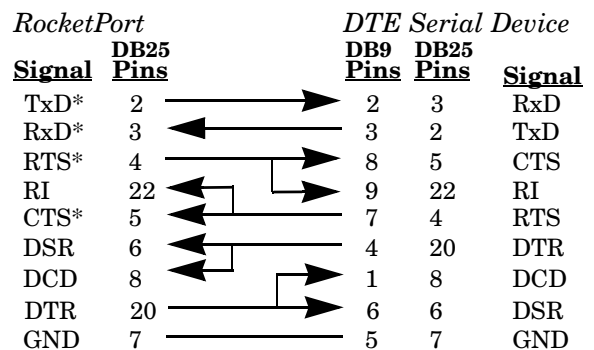 RocketPort DTE Serial Device
DB25 DB9 DB25
Signal Pins Pins Pins Signal
TxD* 2 2 3 RxD
RxD* 3 3 2 TxD
RTS* 4 8 5 CTS
RI 22 9 22 RI
CTS* 5 7 4 RTS
DSR 6 4 20 DTR
DCD 8 1 8 DCD
DTR 20 6 6 DSR
GND 7 5 7 GND